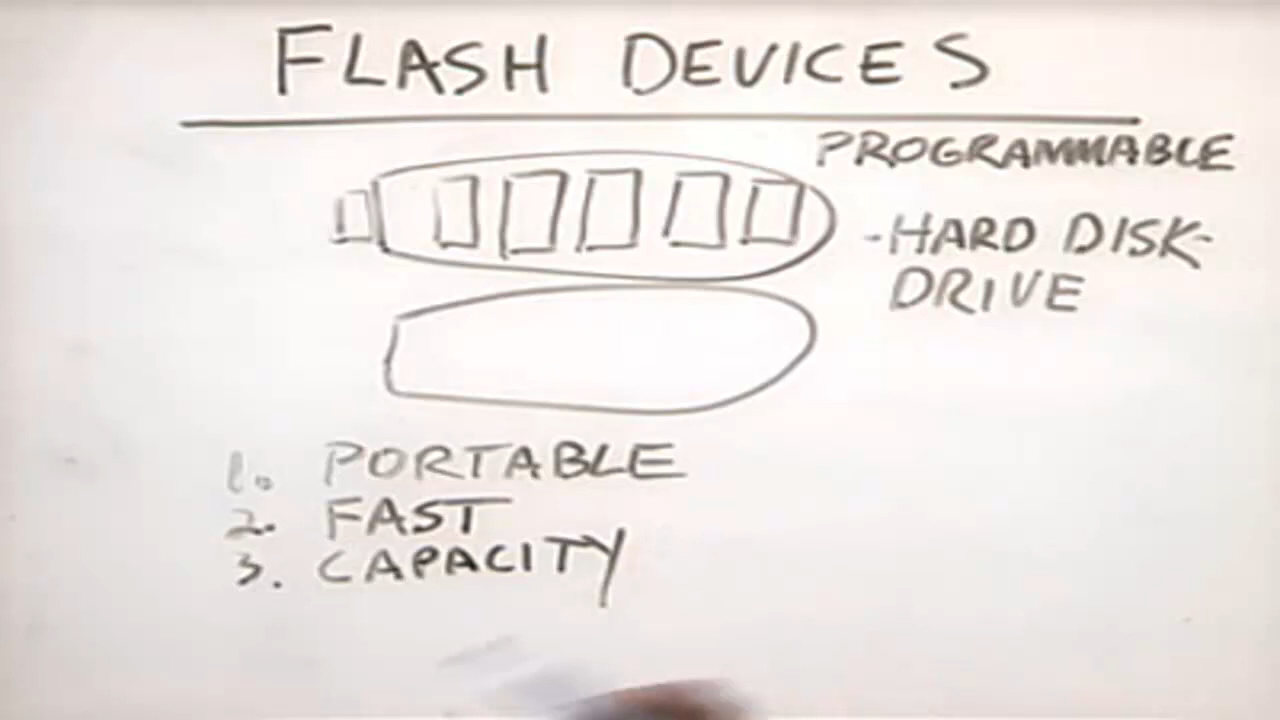 FLASH DEVICES
PROGRAMMABLE
-HARD DISK-
DRIVE
1. PORTABLE
2. FAST
3. CAPACITY